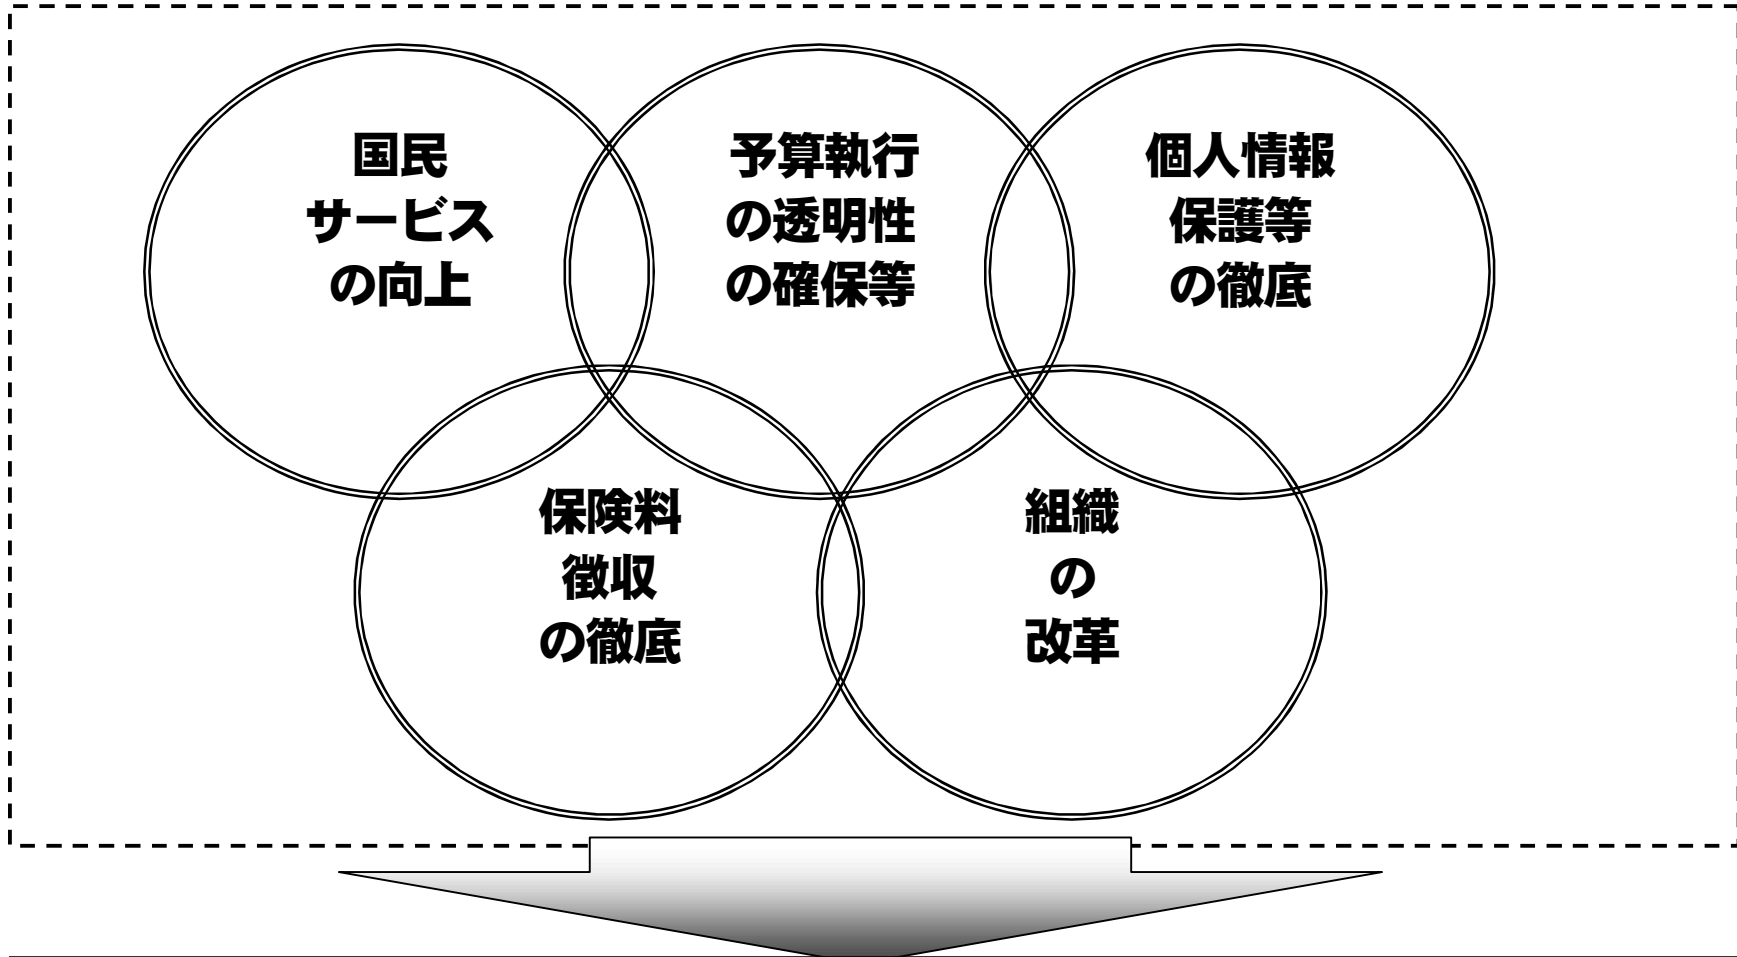 国民
サービス
の向上
予算執行
の透明性
の確保等
個人情報
保護等
の徹底
保険料
徴収
の徹底
組織
の
改革